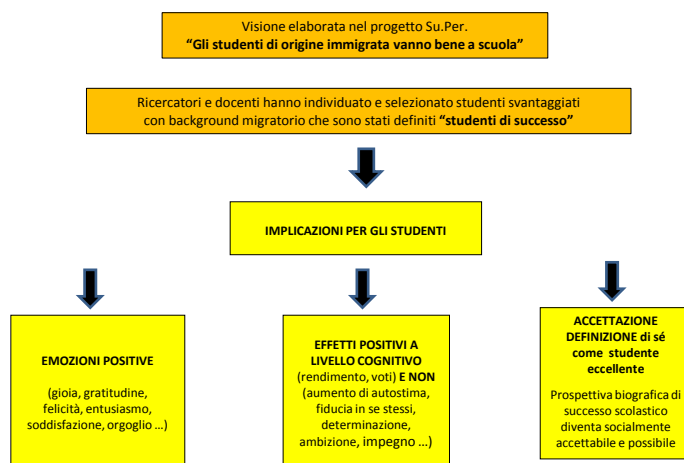 Visione elaborata nel progetto Su.Per.
“Gli studenti di origine immigrata vanno bene a scuola”
Ricercatori e docenti hanno individuato e selezionato studenti svantaggiati
con background migratorio che sono stati definiti “studenti di successo”
IMPLICAZIONI PER GLI STUDENTI
EMOZIONI POSITIVE
(gioia, gratitudine,
felicità, entusiasmo,
soddisfazione, orgoglio …)
EFFETTI POSITIVI A
LIVELLO COGNITIVO
(rendimento, voti) E NON
(aumento di autostima,
fiducia in se stessi,
determinazione,
ambizione, impegno …)
ACCETTAZIONE
DEFINIZIONE di sé
come studente
eccellente
Prospettiva biografica di
successo scolastico
diventa socialmente
accettabile e possibile